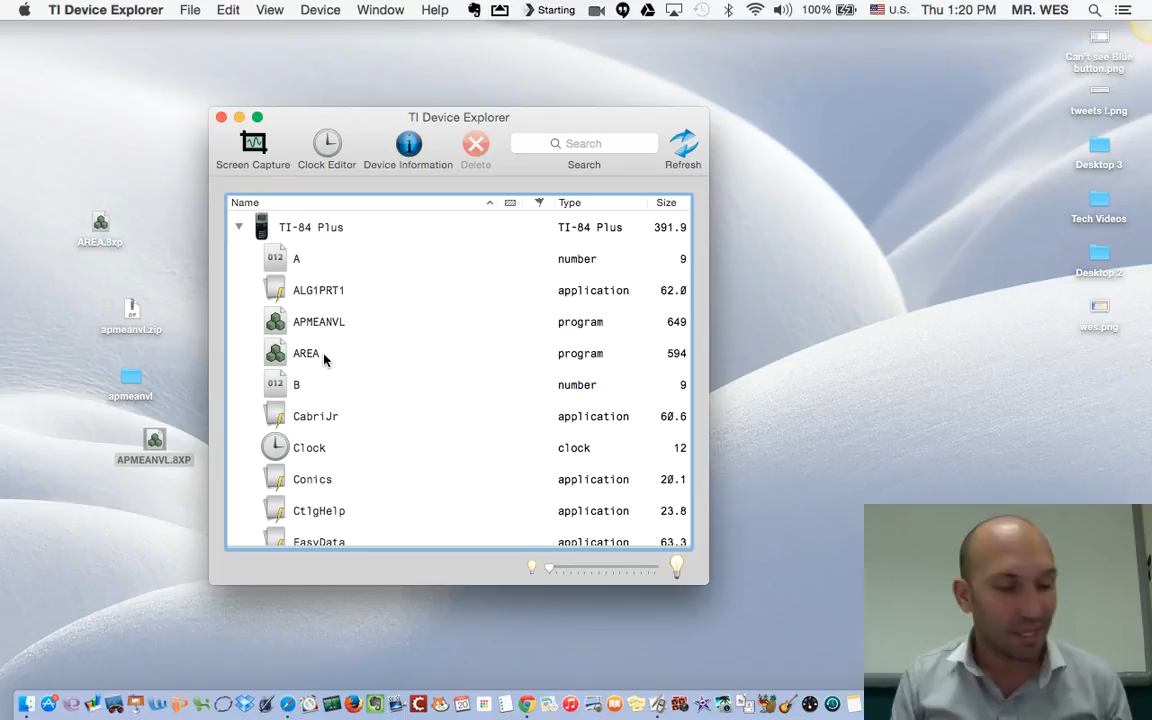 TI Device Explorer File Edit View Device Window Help Starting 100% U.S. Thu 1:20 PM MR. WES
Can't see Blue
button.png
tweets !.png
Desktop 3
Tech Videos
Desktop 2
wes.png
AREA.8xp
apmeanvl.zip
apmeanvl
APMEANVL.8XP
TI Device Explorer
Search
Screen Capture Clock Editor Device Information Delete Search Refresh
Name Type Size
TI-84 Plus TI-84 Plus 391.9
012 A number 9
ALG1PRT1 application 62.0
APMEANVL program 649
AREA program 594
012 B number 9
CabriJr application 60.6
Clock clock 12
Conics application 20.1
CtlgHelp application 23.8
EasyData application 63.3